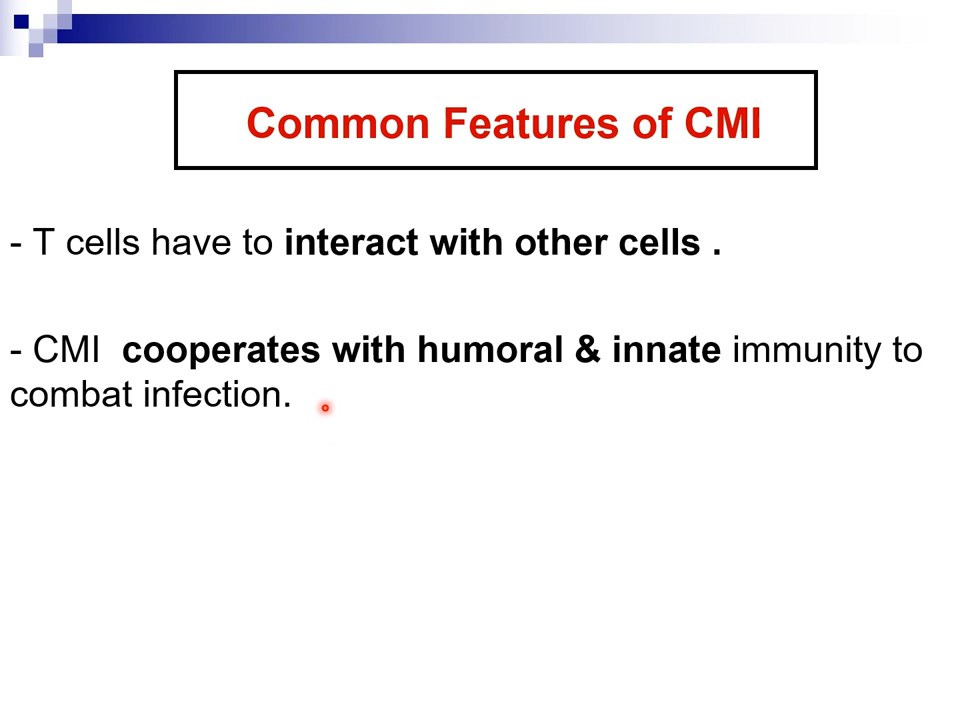 Common Features of CMI
- T cells have to interact with other cells .
- CMI  cooperates with humoral & innate immunity to
combat infection.